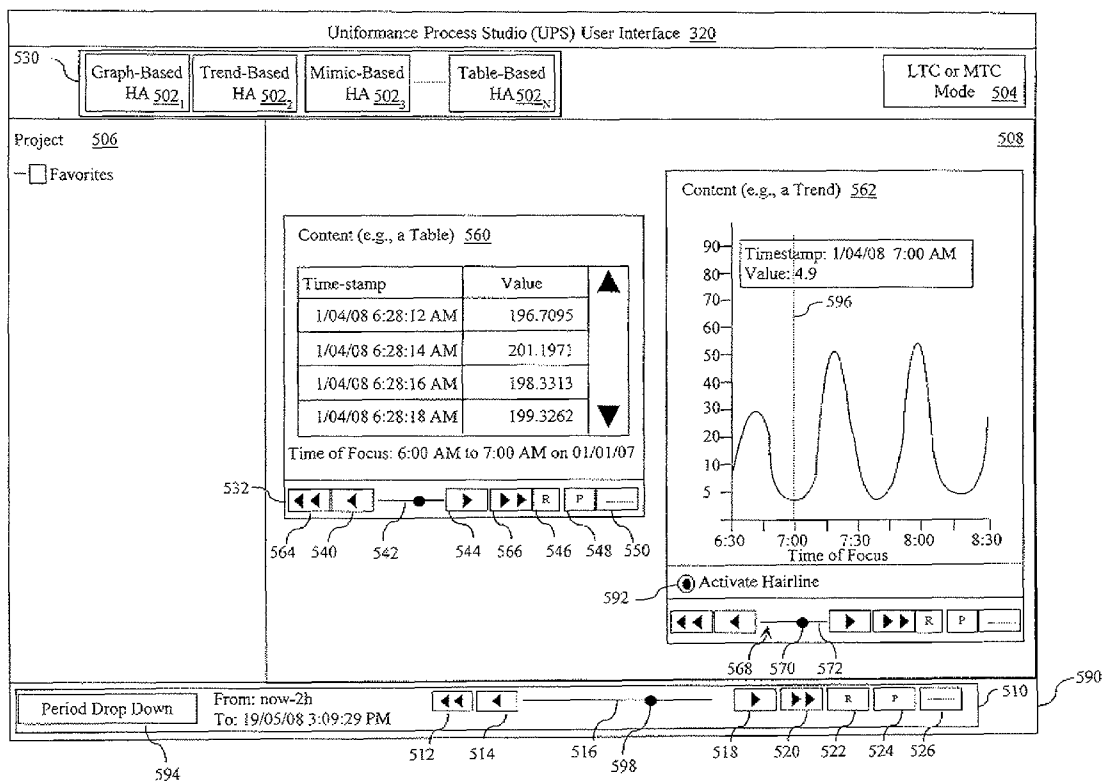 Uniformance Process Studio (UPS) User Interface 320
530
Graph-Based HA 502₁
Trend-Based HA 502₂
Mimic-Based HA 502₃
Table-Based HA 502_N
LTC or MTC Mode 504
Project 506
Favorites
508
Content (e.g., a Table) 560
Time-stamp Value
1/04/08 6:28:12 AM 196.7095
1/04/08 6:28:14 AM 201.1971
1/04/08 6:28:16 AM 198.3313
1/04/08 6:28:18 AM 199.3262
Time of Focus: 6:00 AM to 7:00 AM on 01/01/07
532
R P
564 540 542 544 566 546 548 550
Content (e.g., a Trend) 562
Timestamp: 1/04/08 7:00 AM
Value: 4.9
596
90
80
70
60
50
40
30
20
10
5
6:30 7:00 7:30 8:00 8:30
Time of Focus
592
Activate Hairline
R P
568 570 572
590
Period Drop Down
From: now-2h
To: 19/05/08 3:09:29 PM
R P
510
512 514 516 598 518 520 522 524 526
594